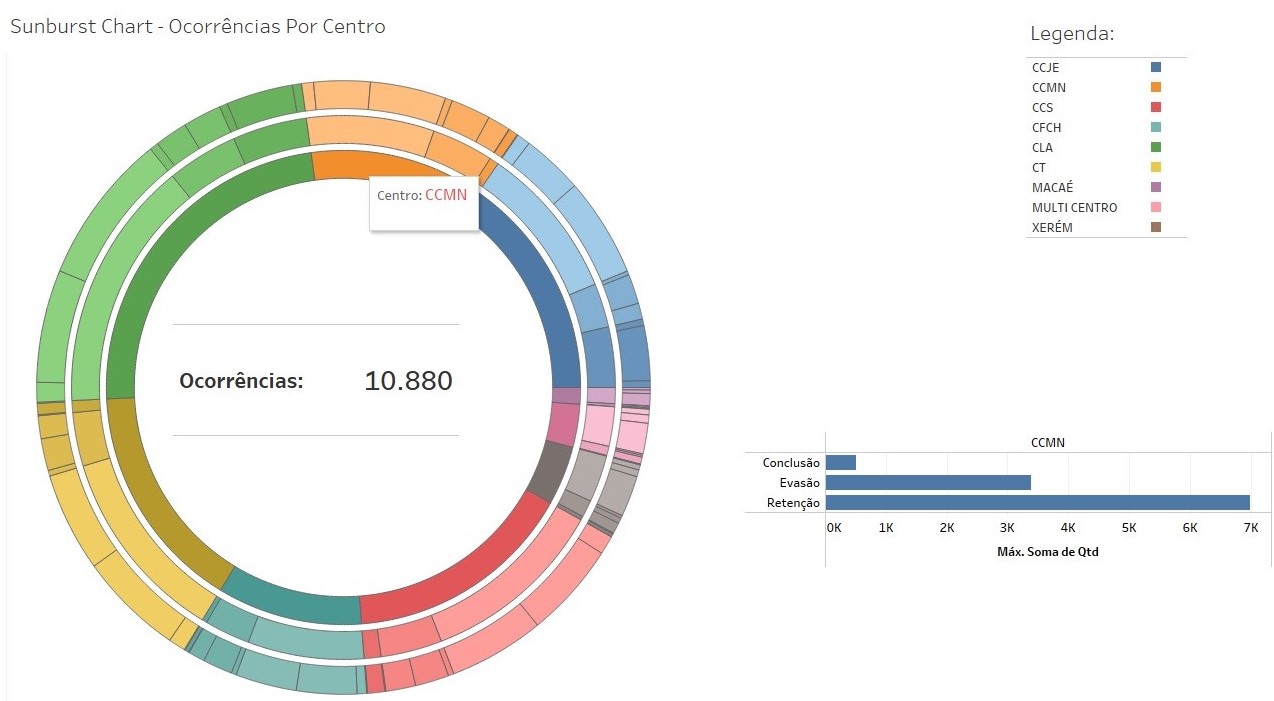 Sunburst Chart - Ocorrências Por Centro
Legenda:
CCJE
CCMN
CCS
CFCH
CLA
CT
MACAÉ
MULTI CENTRO
XERÉM
Centro: CCMN
Ocorrências: 10.880
CCMN
Conclusão
Evasão
Retenção
0K 1K 2K 3K 4K 5K 6K 7K
Máx. Soma de Qtd